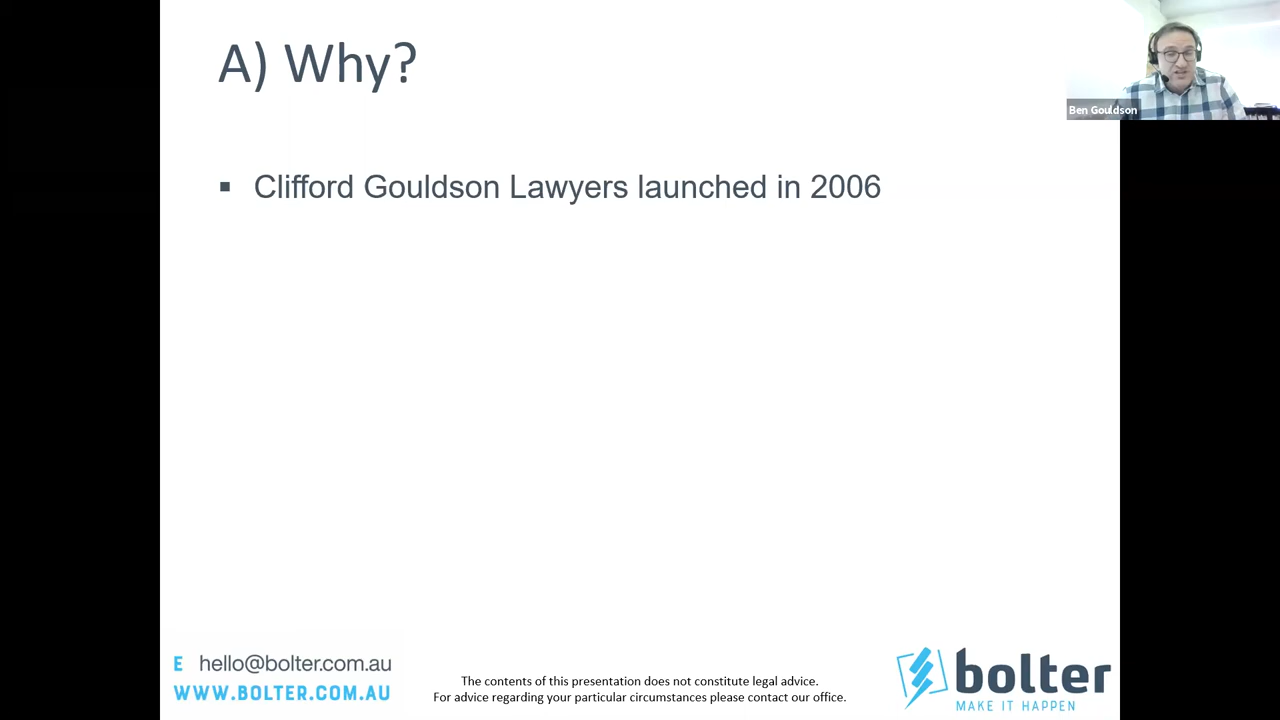 A) Why?
Ben Gouldson
▪ Clifford Gouldson Lawyers launched in 2006
E hello@bolter.com.au
WWW.BOLTER.COM.AU
The contents of this presentation does not constitute legal advice.
For advice regarding your particular circumstances please contact our office.
bolter
MAKE IT HAPPEN